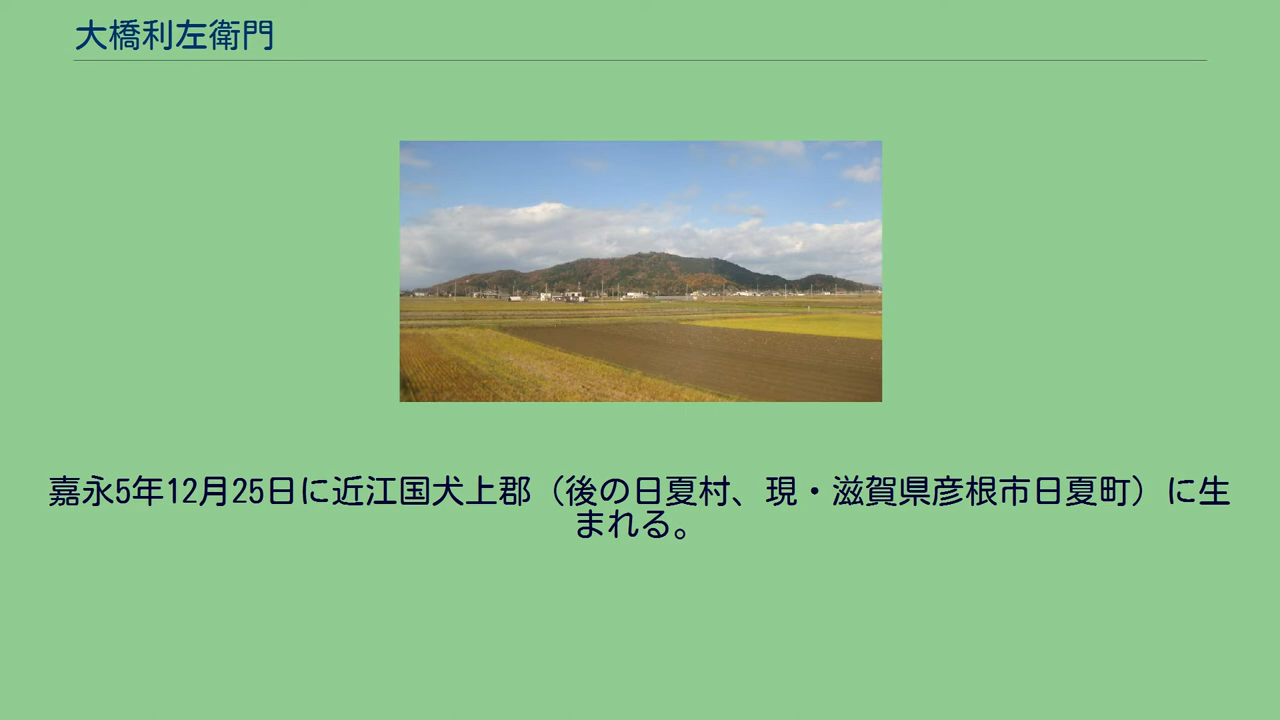 大橋利左衛門
嘉永5年12月25日に近江国犬上郡（後の日夏村、現・滋賀県彦根市日夏町）に生
まれる。